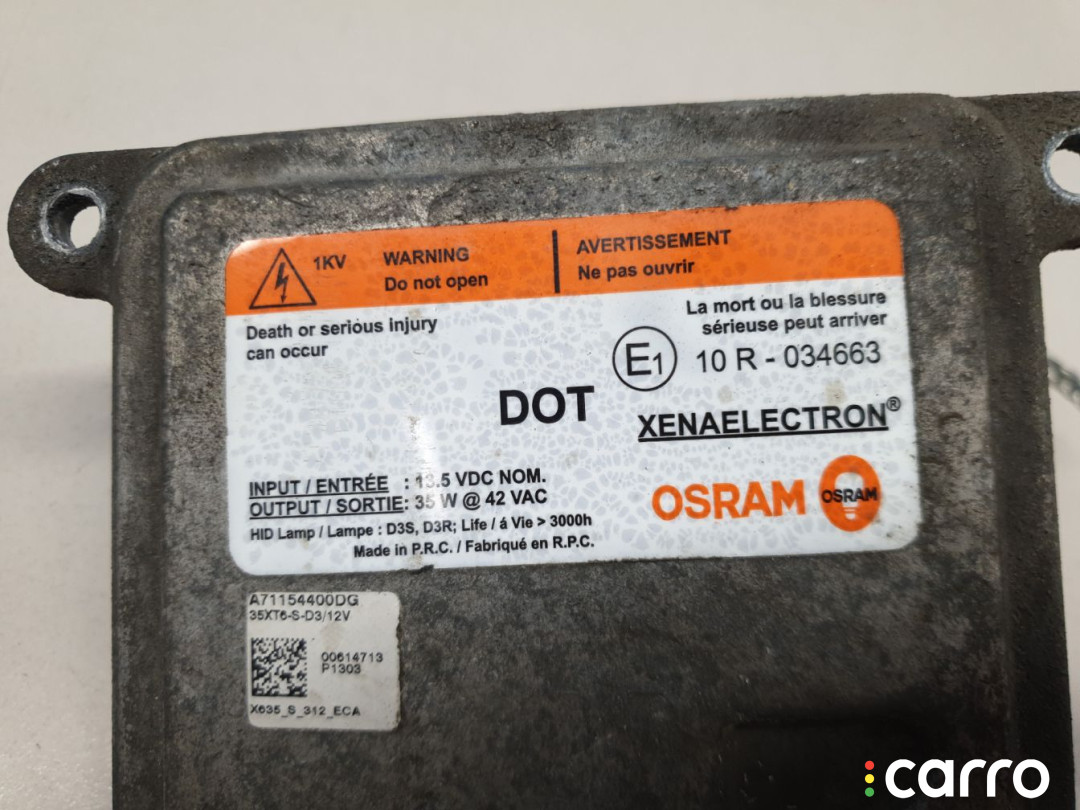 1KV
WARNING
Do not open
AVERTISSEMENT
Ne pas ouvrir
Death or serious injury
can occur
La mort ou la blessure
sérieuse peut arriver
E1 10 R - 034663
DOT
XENAELECTRON®
INPUT / ENTRÉE : 13.5 VDC NOM.
OUTPUT / SORTIE: 35 W @ 42 VAC
HID Lamp / Lampe : D3S, D3R; Life / á Vie > 3000h
Made in P.R.C. / Fabriqué en R.P.C.
OSRAM
OSRAM
A71154400DG
35XT6-S-D3/12V
00614713
P1303
X635_S_312_ECA
carro